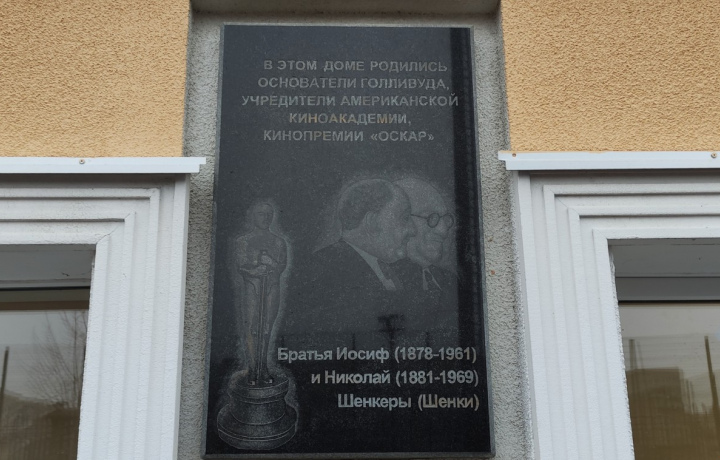 В ЭТОМ ДОМЕ РОДИЛИСЬ
ОСНОВАТЕЛИ ГОЛЛИВУДА,
УЧРЕДИТЕЛИ АМЕРИКАНСКОЙ
КИНОАКАДЕМИИ,
КИНОПРЕМИИ «ОСКАР»
Братья Иосиф (1878-1961)
и Николай (1881-1969)
Шенкеры (Шенки)